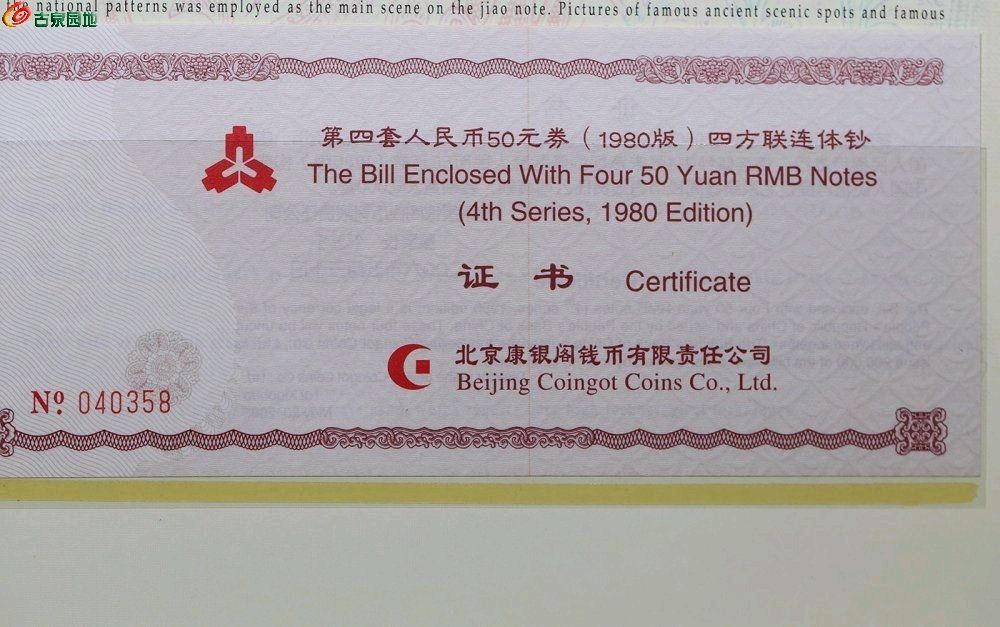 古泉园地
national patterns was employed as the main scene on the jiao note. Pictures of famous ancient scenic spots and famous
第四套人民币50元券（1980版）四方联连体钞
The Bill Enclosed With Four 50 Yuan RMB Notes
(4th Series, 1980 Edition)
证书 Certificate
北京康银阁钱币有限责任公司
Beijing Coingot Coins Co., Ltd.
Nº 040358